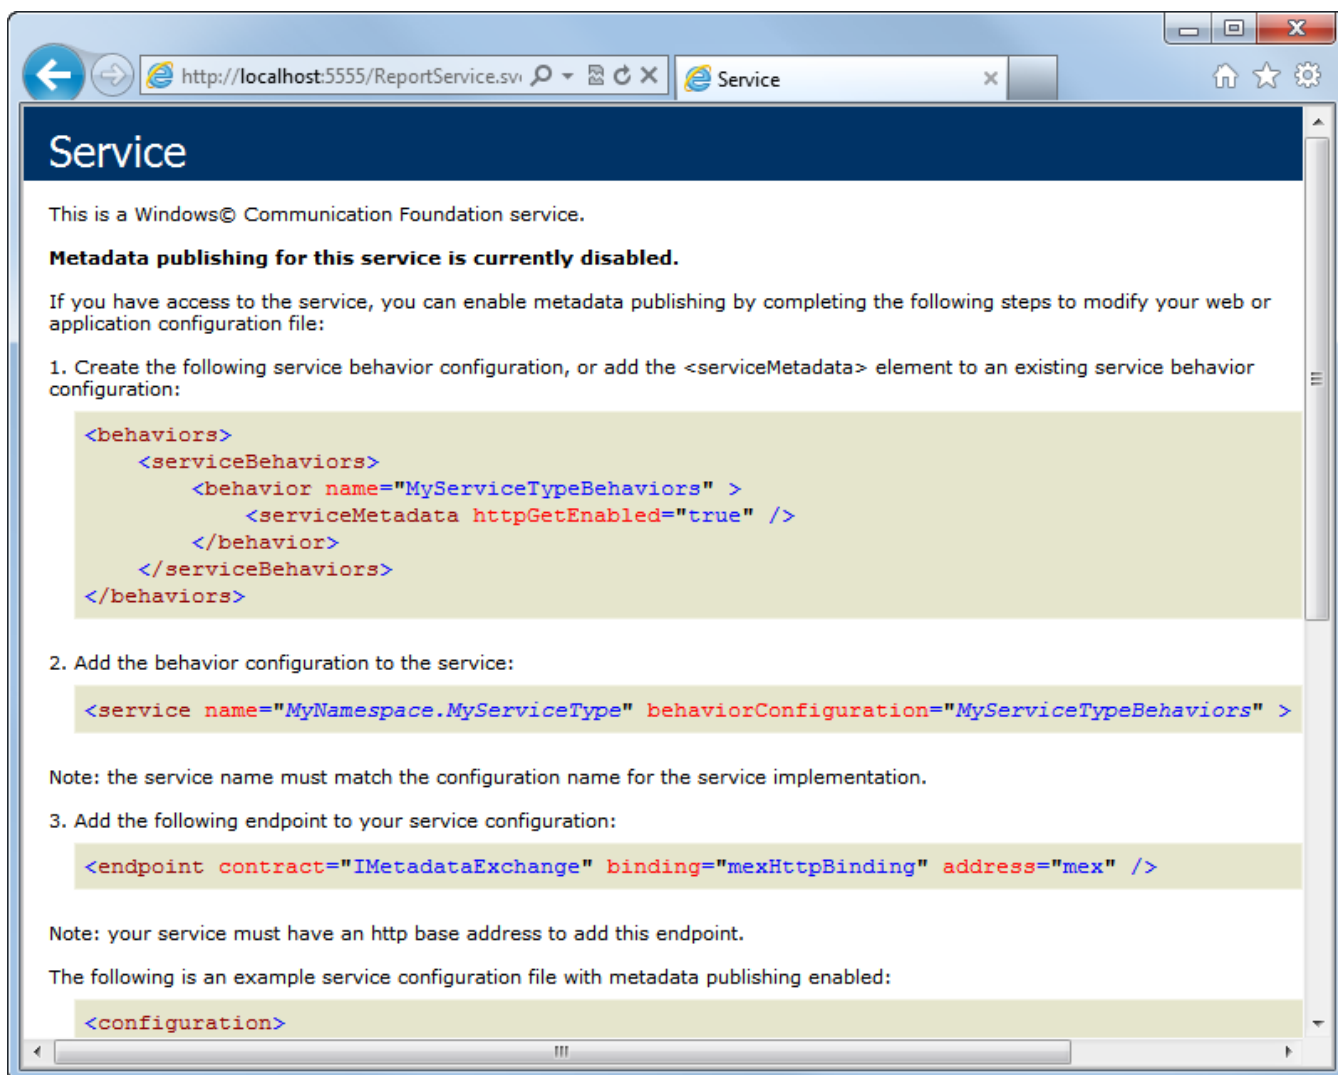 http://localhost:5555/ReportService.sv
Service
Service
This is a Windows© Communication Foundation service.
Metadata publishing for this service is currently disabled.
If you have access to the service, you can enable metadata publishing by completing the following steps to modify your web or
application configuration file:
1. Create the following service behavior configuration, or add the <serviceMetadata> element to an existing service behavior
configuration:
<behaviors>
<serviceBehaviors>
<behavior name="MyServiceTypeBehaviors" >
<serviceMetadata httpGetEnabled="true" />
</behavior>
</serviceBehaviors>
</behaviors>
2. Add the behavior configuration to the service:
<service name="MyNamespace.MyServiceType" behaviorConfiguration="MyServiceTypeBehaviors" >
Note: the service name must match the configuration name for the service implementation.
3. Add the following endpoint to your service configuration:
<endpoint contract="IMetadataExchange" binding="mexHttpBinding" address="mex" />
Note: your service must have an http base address to add this endpoint.
The following is an example service configuration file with metadata publishing enabled:
<configuration>